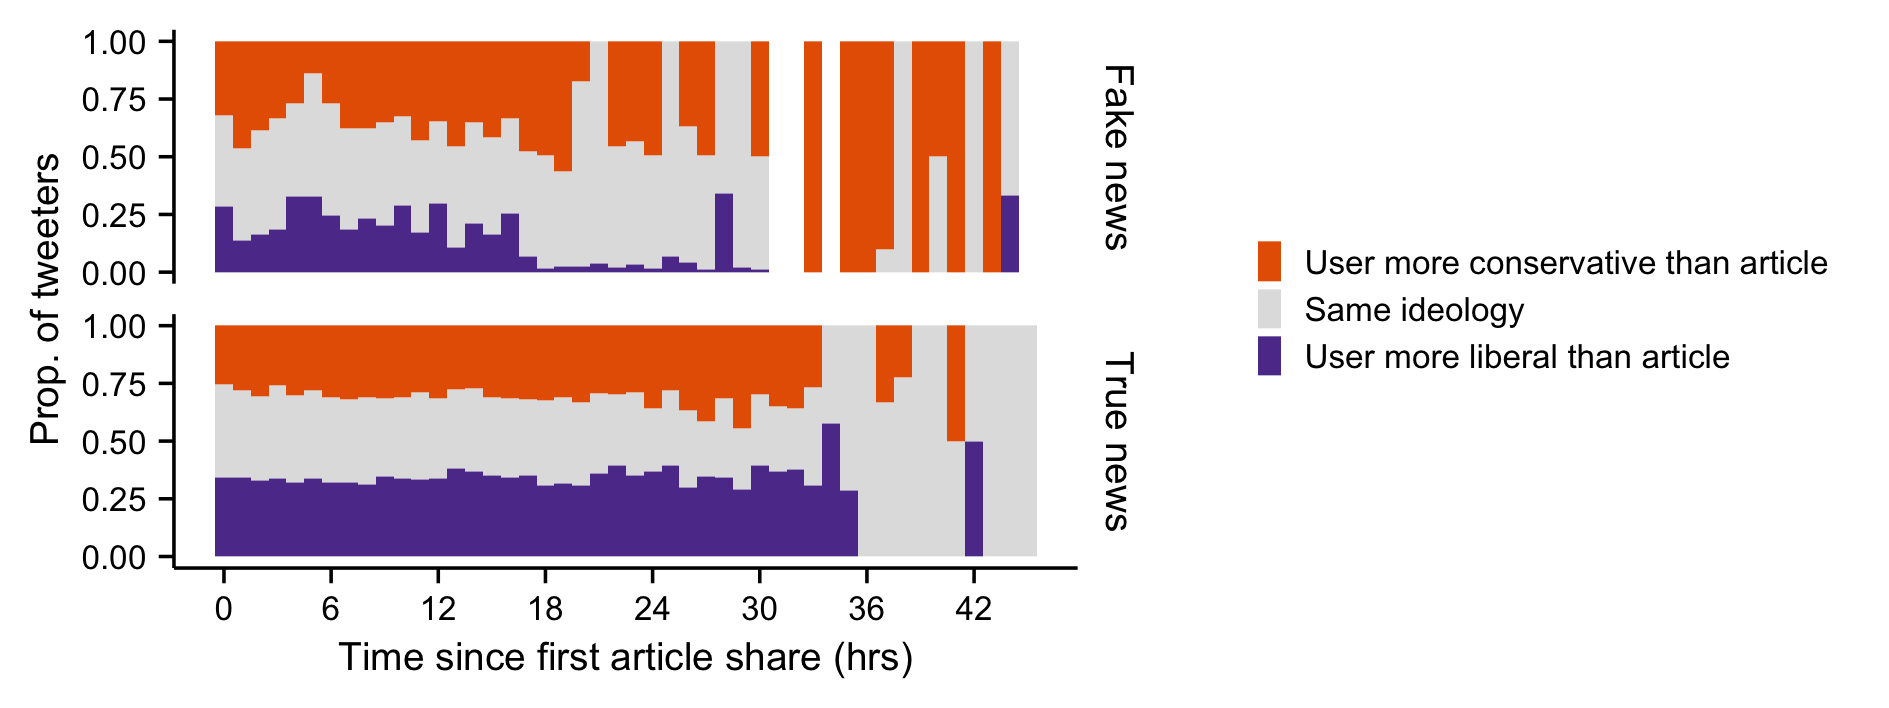 1.00
0.75
0.50
0.25
0.00
Fake news
1.00
0.75
0.50
0.25
0.00
True news
Prop. of tweeters
0 6 12 18 24 30 36 42
Time since first article share (hrs)
User more conservative than article
Same ideology
User more liberal than article